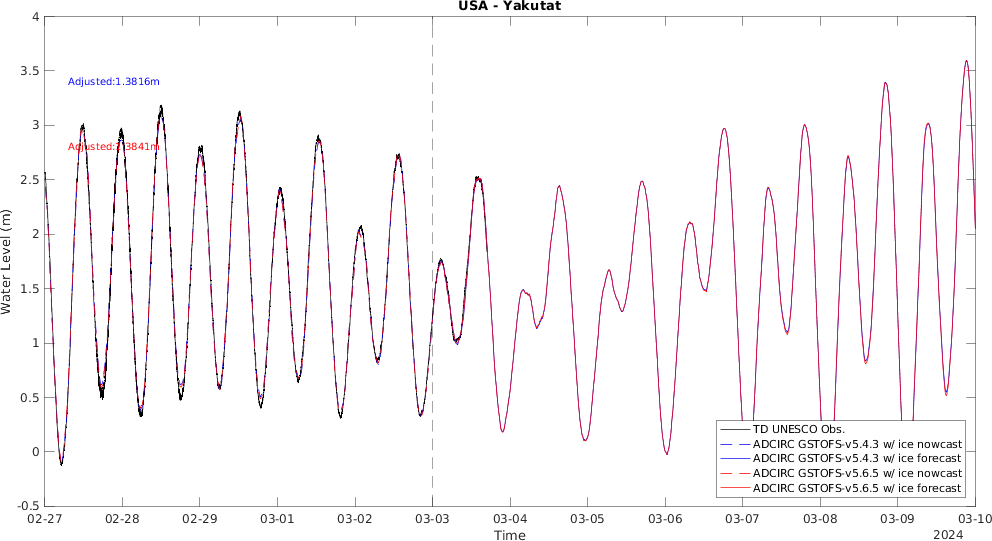 USA - Yakutat
4
3.5
3
2.5
2
1.5
1
0.5
0
-0.5
Water Level (m)
Adjusted:1.3816m
Adjusted:1.3841m
TD UNESCO Obs.
ADCIRC GSTOFS-v5.4.3 w/ ice nowcast
ADCIRC GSTOFS-v5.4.3 w/ ice forecast
ADCIRC GSTOFS-v5.6.5 w/ ice nowcast
ADCIRC GSTOFS-v5.6.5 w/ ice forecast
02-27 02-28 02-29 03-01 03-02 03-03 03-04 03-05 03-06 03-07 03-08 03-09 03-10
Time
2024